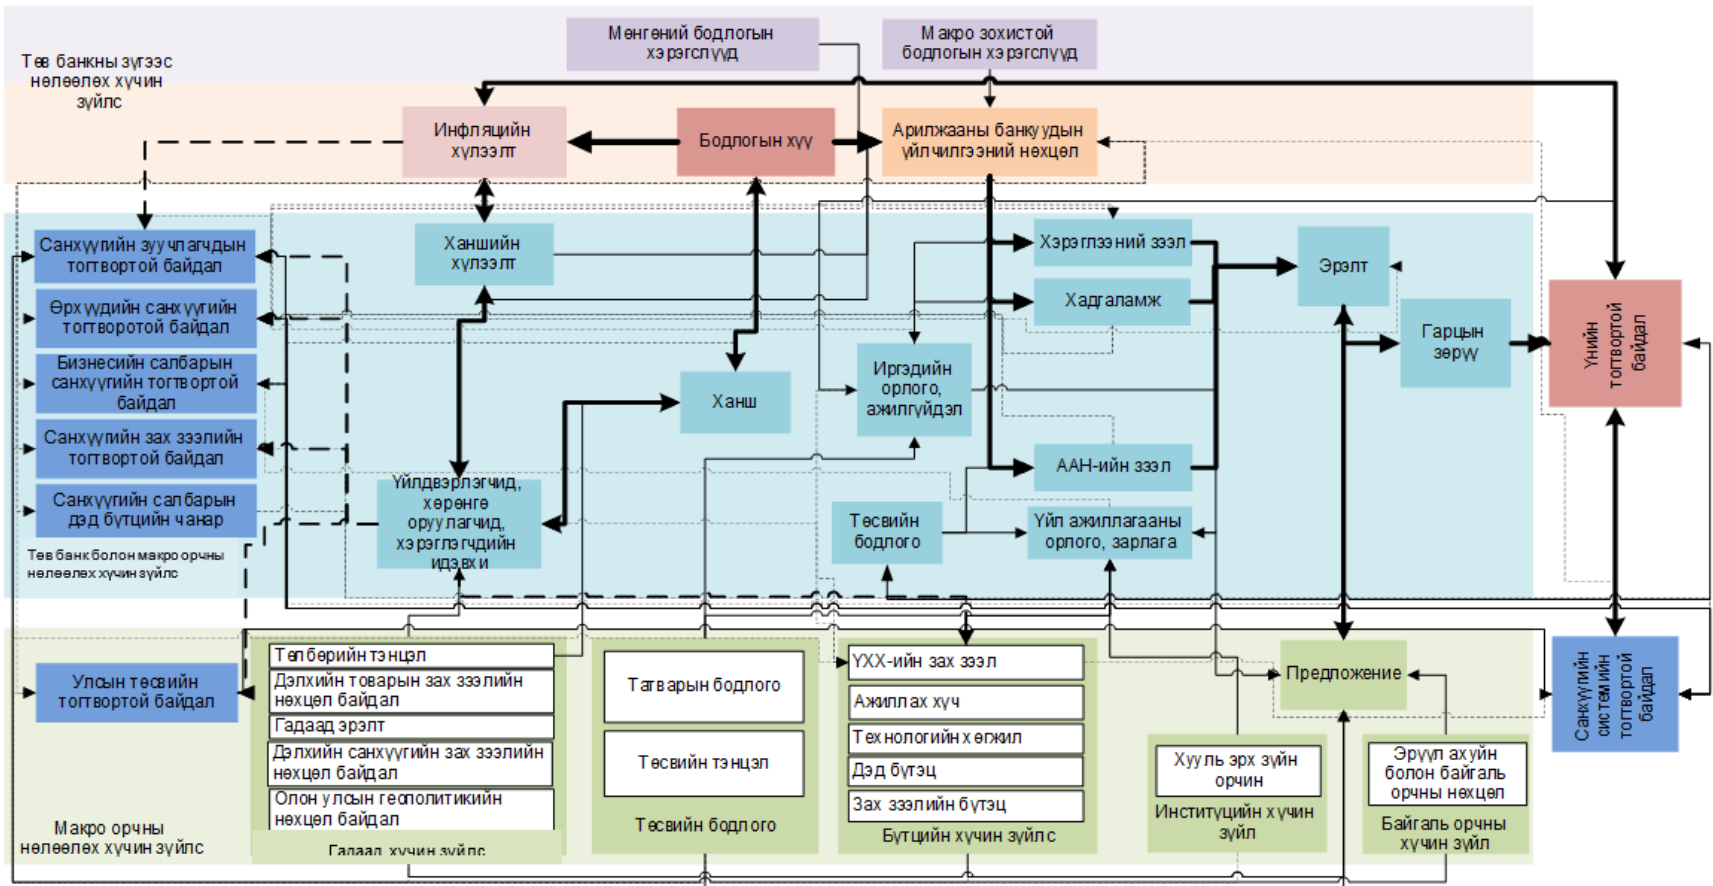 Мөнгөний бодлогын
хэрэгслүүд
Макро зохистой
бодлогын хэрэгслүүд
Төв банкны зүгээс
нөлөөлөх хүчин
зүйлс
Инфляцийн
хүлээлт
Бодлогын хүү
Арилжааны банкуудын
үйлчилгээний нөхцөл
Санхүүгийн зуучлагчдын
тогтвортой байдал
Ханшийн
хүлээлт
Хэрэглээний зээл
Эрэлт
Өрхүүдийн санхүүгийн
тогтворотой байдал
Хадгаламж
Гарцын
зөрүү
Үнийн
тогтвортой
байдал
Бизнесийн салбарын
санхүүгийн тогтвортой
байдал
Ханш
Иргэдийн
орлого,
ажилгүйдэл
Санхүүгийн зах зээлийн
тогтвортой байдал
ААН-ийн зээл
Санхүүгийн салбарын
дэд бүтцийн чанар
Үйлдвэрлэгчид,
хөрөнгө
оруулагчид,
хэрэглэгчдийн
идэвхи
Төсвийн
бодлого
Үйл ажиллагааны
орлого, зарлага
Төв банк болон макро орчны
нөлөөлөх хүчин зүйлс
Улсын төсвийн
тогтвортой байдал
Төлбөрийн тэнцэл
Дэлхийн товарын зах зээлийн
нөхцөл байдал
Гадаад эрэлт
Дэлхийн санхүүгийн зах зээлийн
нөхцөл байдал
Олон улсын геополитикийн
нөхцөл байдал
Гадаад хүчин зүйлс
Татварын бодлого
Төсвийн тэнцэл
Төсвийн бодлого
ҮХХ-ийн зах зээл
Ажиллах хүч
Технологийн хөгжил
Дэд бүтэц
Зах зээлийн бүтэц
Бүтцийн хүчин зүйлс
Предложение
Санхүүгийн
системийн
тогтвортой
байдал
Хууль эрх зүйн
орчин
Институцийн хүчин
зүйл
Эрүүл ахуйн
болон байгаль
орчны нөхцөл
Байгаль орчны
хүчин зүйл
Макро орчны
нөлөөлөх хүчин зүйлс